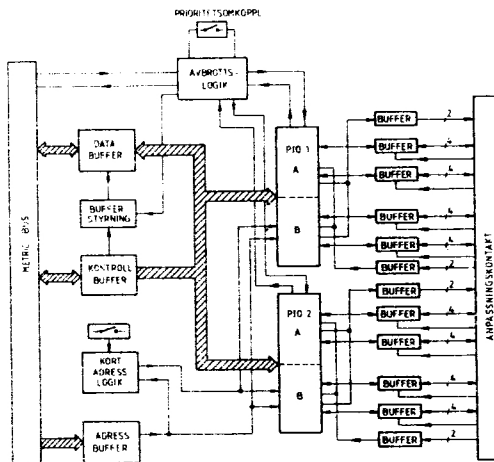 PRIORITETSOMKOPPL
AVBROTTS-
LOGIK
METRIC BUS
DATA
BUFFER
BUFFER
STYRNING
KONTROLL
BUFFER
KORT
ADRESS
LOGIK
ADRESS
BUFFER
PIO 1
A
B
PIO 2
A
B
BUFFER
2
BUFFER
4
BUFFER
4
BUFFER
4
BUFFER
4
BUFFER
2
BUFFER
2
BUFFER
4
BUFFER
4
BUFFER
4
BUFFER
4
BUFFER
2
ANPASSNINGSKONTAKT